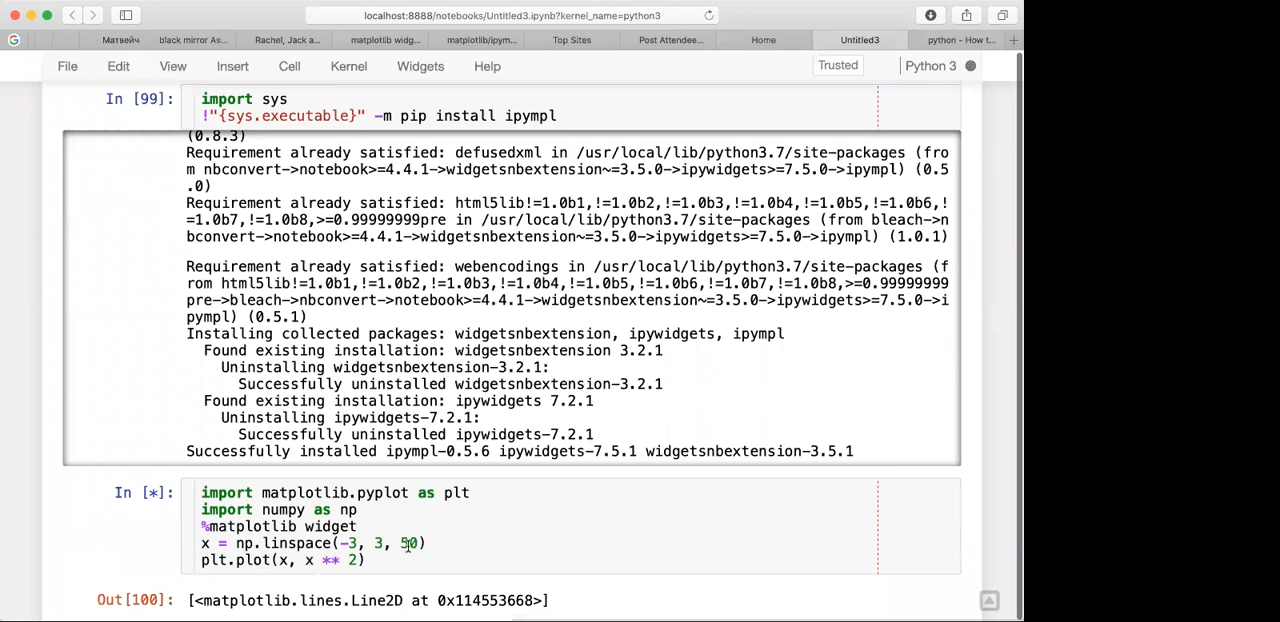 localhost:8888/notebooks/Untitled3.ipynb?kernel_name=python3
G Матвейч black mirror As... Rachel, Jack a... matplotlib widg... matplotlib/ipym... Top Sites Post Attendee... Home Untitled3 python - How t... +
File Edit View Insert Cell Kernel Widgets Help Trusted Python 3
In [99]: import sys
!"{sys.executable}" -m pip install ipympl
(0.8.3)
Requirement already satisfied: defusedxml in /usr/local/lib/python3.7/site-packages (fro
m nbconvert->notebook>=4.4.1->widgetsnbextension~=3.5.0->ipywidgets>=7.5.0->ipympl) (0.5
.0)
Requirement already satisfied: html5lib!=1.0b1,!=1.0b2,!=1.0b3,!=1.0b4,!=1.0b5,!=1.0b6,!
=1.0b7,!=1.0b8,>=0.99999999pre in /usr/local/lib/python3.7/site-packages (from bleach->n
bconvert->notebook>=4.4.1->widgetsnbextension~=3.5.0->ipywidgets>=7.5.0->ipympl) (1.0.1)
Requirement already satisfied: webencodings in /usr/local/lib/python3.7/site-packages (f
rom html5lib!=1.0b1,!=1.0b2,!=1.0b3,!=1.0b4,!=1.0b5,!=1.0b6,!=1.0b7,!=1.0b8,>=0.99999999
pre->bleach->nbconvert->notebook>=4.4.1->widgetsnbextension~=3.5.0->ipywidgets>=7.5.0->i
pympl) (0.5.1)
Installing collected packages: widgetsnbextension, ipywidgets, ipympl
Found existing installation: widgetsnbextension 3.2.1
Uninstalling widgetsnbextension-3.2.1:
Successfully uninstalled widgetsnbextension-3.2.1
Found existing installation: ipywidgets 7.2.1
Uninstalling ipywidgets-7.2.1:
Successfully uninstalled ipywidgets-7.2.1
Successfully installed ipympl-0.5.6 ipywidgets-7.5.1 widgetsnbextension-3.5.1
In [*]: import matplotlib.pyplot as plt
import numpy as np
%matplotlib widget
x = np.linspace(-3, 3, 50)
plt.plot(x, x ** 2)
Out[100]: [<matplotlib.lines.Line2D at 0x114553668>]